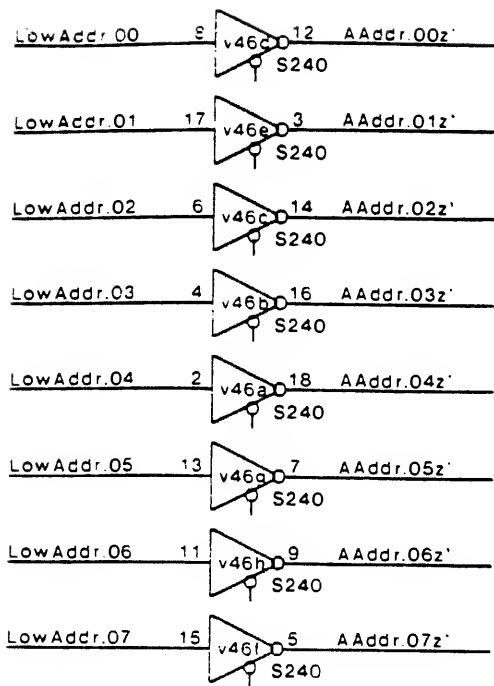 LowAddr.00 8 v46d 12 AAddr.00z'
S240
LowAddr.01 17 v46e 3 AAddr.01z'
S240
LowAddr.02 6 v46c 14 AAddr.02z'
S240
LowAddr.03 4 v46b 16 AAddr.03z'
S240
LowAddr.04 2 v46a 18 AAddr.04z'
S240
LowAddr.05 13 v46g 7 AAddr.05z'
S240
LowAddr.06 11 v46h 9 AAddr.06z'
S240
LowAddr.07 15 v46f 5 AAddr.07z'
S240